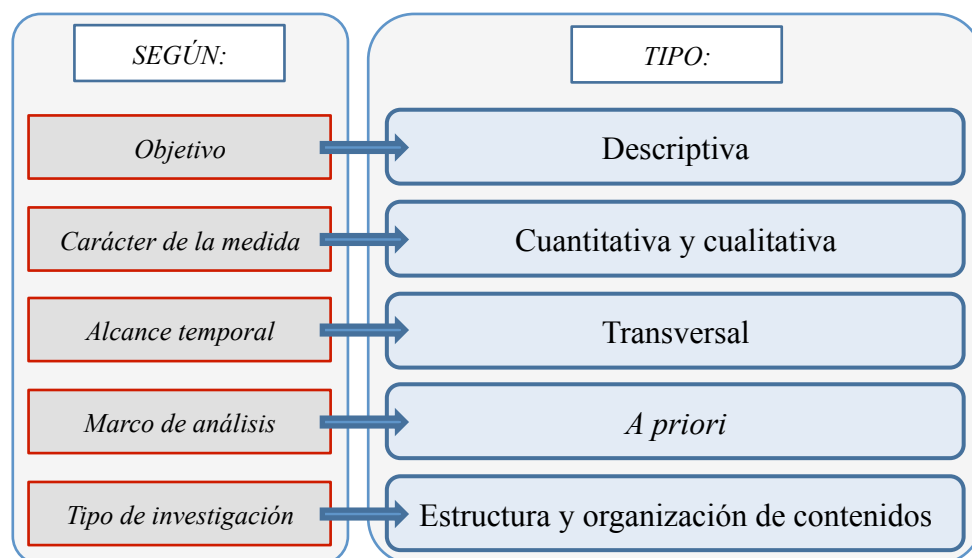 SEGÚN:
TIPO:
Objetivo
Descriptiva
Carácter de la medida
Cuantitativa y cualitativa
Alcance temporal
Transversal
Marco de análisis
A priori
Tipo de investigación
Estructura y organización de contenidos